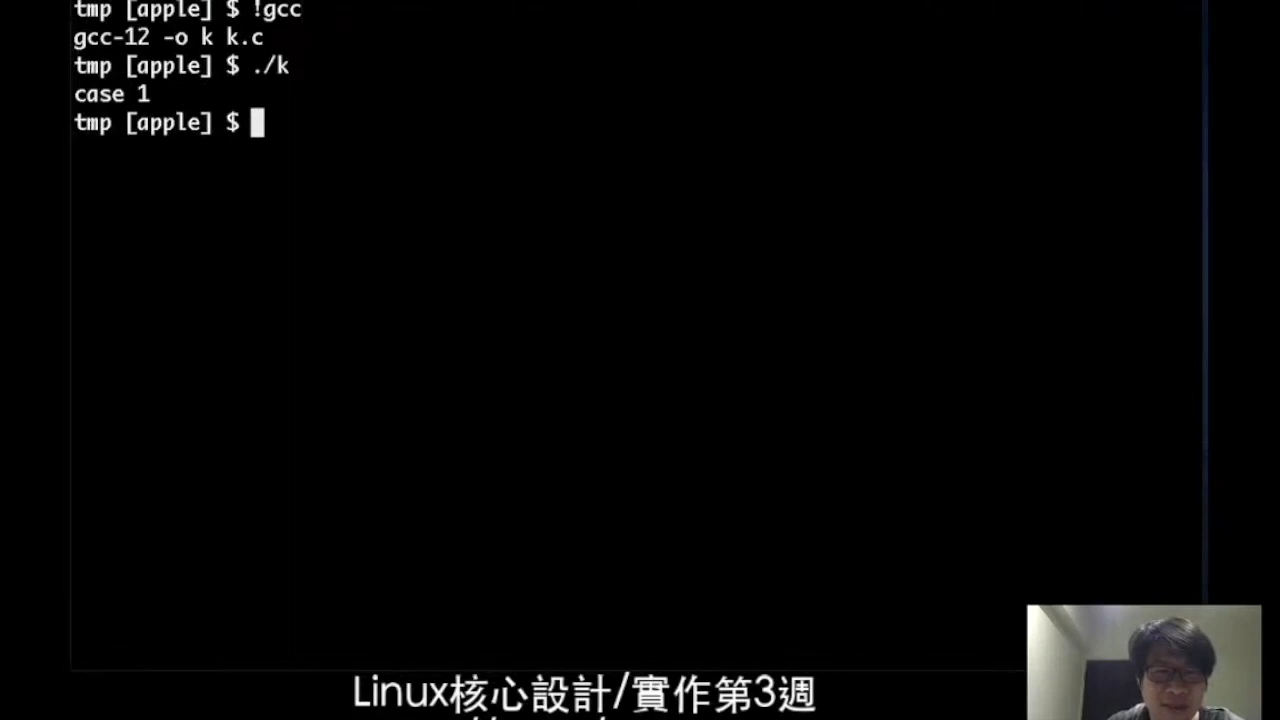 tmp [apple] $ !gcc
gcc-12 -o k k.c
tmp [apple] $ ./k
case 1
tmp [apple] $
Linux核心設計/實作第3週